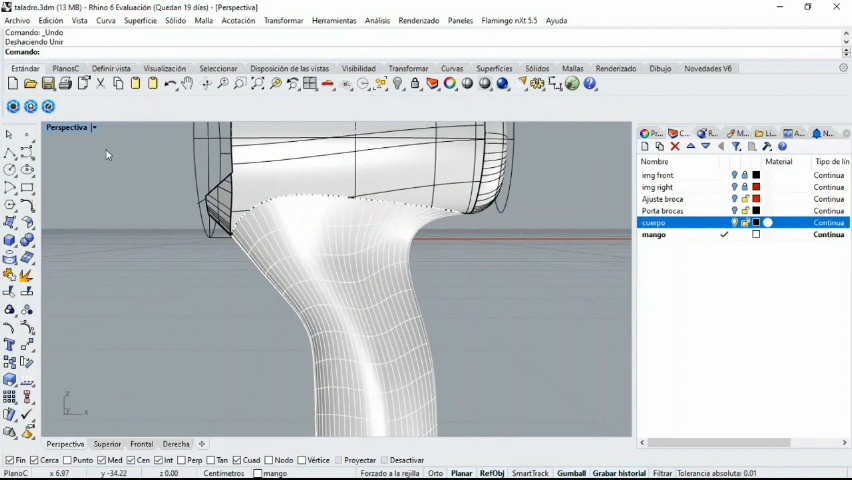 taladro.3dm (13 MB) - Rhino 6 Evaluación (Quedan 19 días) - [Perspectiva]
Archivo Edición Vista Curva Superficie Sólido Malla Acotación Transformar Herramientas Análisis Renderizado Paneles Flamingo nXt 5.5 Ayuda
Comando: _Undo
Deshaciendo Unir
Comando:
Estándar PlanosC Definir vista Visualización Seleccionar Disposición de las vistas Visibilidad Transformar Curvas Superficies Sólidos Mallas Renderizado Dibujo Novedades V6
Perspectiva
Pr... C... R... M... Li... A... N...
Nombre Material Tipo de lín
img front Continua
img right Continua
Ajuste broca Continua
Porta brocas Continua
cuerpo Continua
mango Continua
z
y x
Perspectiva Superior Frontal Derecha
Fin Cerca Punto Med Cen Int Perp Tan Cuad Nodo Vértice Proyectar Desactivar
PlanoC x 6.97 y -34.22 z 0.00 Centímetros mango Forzado a la rejilla Orto Planar RefObj SmartTrack Gumball Grabar historial Filtrar Tolerancia absoluta: 0.01